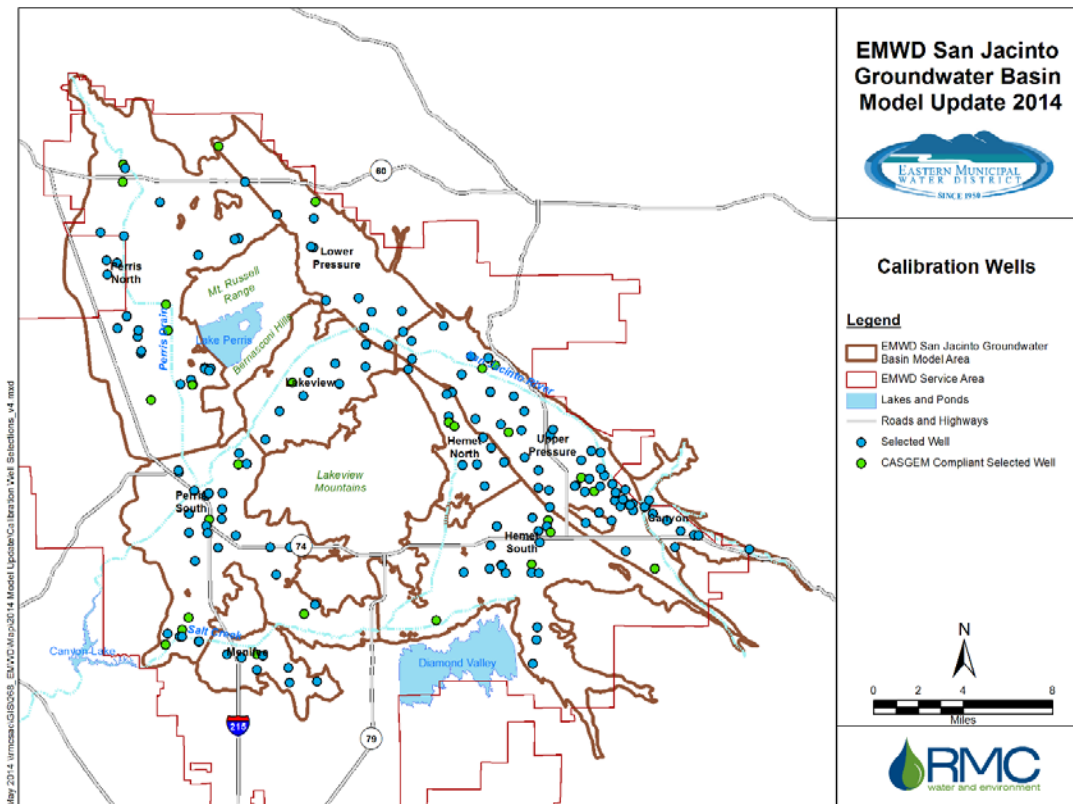 EMWD San Jacinto
Groundwater Basin
Model Update 2014
EASTERN MUNICIPAL
WATER DISTRICT
SINCE 1950
Calibration Wells
Legend
EMWD San Jacinto Groundwater
Basin Model Area
EMWD Service Area
Lakes and Ponds
Roads and Highways
Selected Well
CASGEM Compliant Selected Well
N
0 2 4 8
Miles
RMC
water and environment
60
Lower
Pressure
Perris
North
Mt. Russell
Range
Perris Drain
Lake Perris
Bernasconi Hills
San Jacinto River
Lakeview
Hemet
North
Upper
Pressure
Lakeview
Mountains
Perris
South
Canyon
Hemet
South
74
Salt Creek
Canyon Lake
Menifee
Diamond Valley
215
79